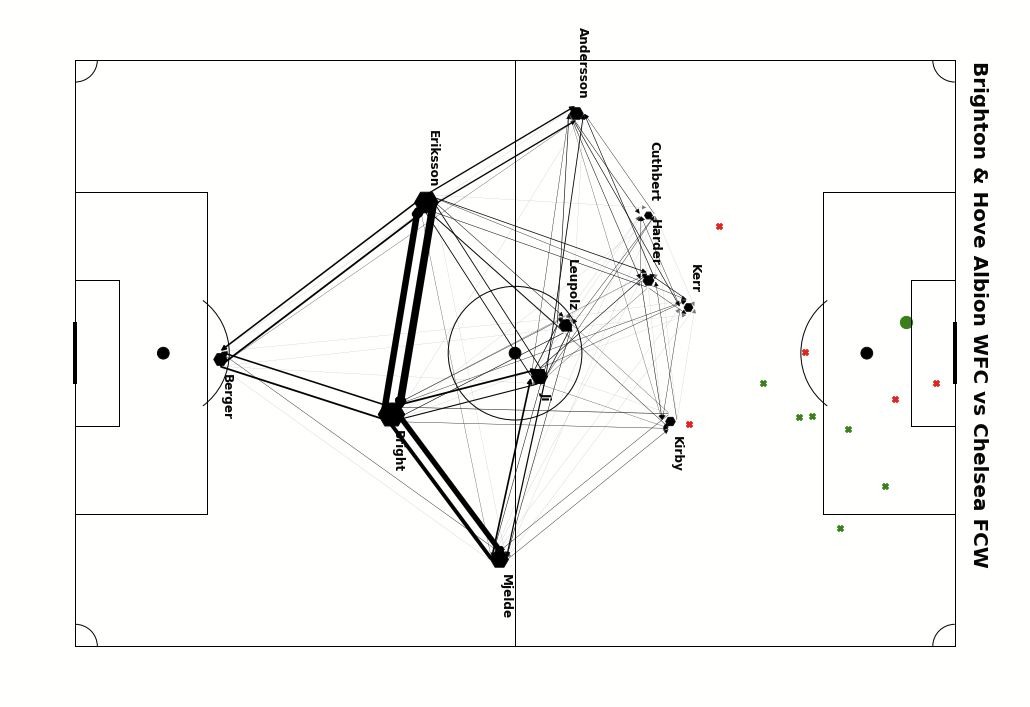 Brighton & Hove Albion WFC vs Chelsea FCW
Andersson
Eriksson
Cuthbert
Harder
Kerr
Leupolz
Berger
Ji
Bright
Kirby
Mjelde